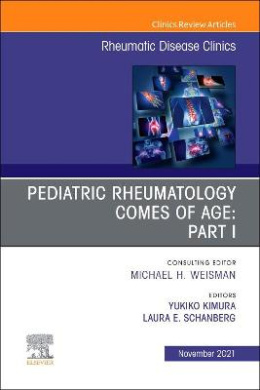 Clinics Review Articles
Rheumatic Disease Clinics
PEDIATRIC RHEUMATOLOGY
COMES OF AGE:
PART I
CONSULTING EDITOR
MICHAEL H. WEISMAN
EDITORS
YUKIKO KIMURA
LAURA E. SCHANBERG
ELSEVIER
November 2021